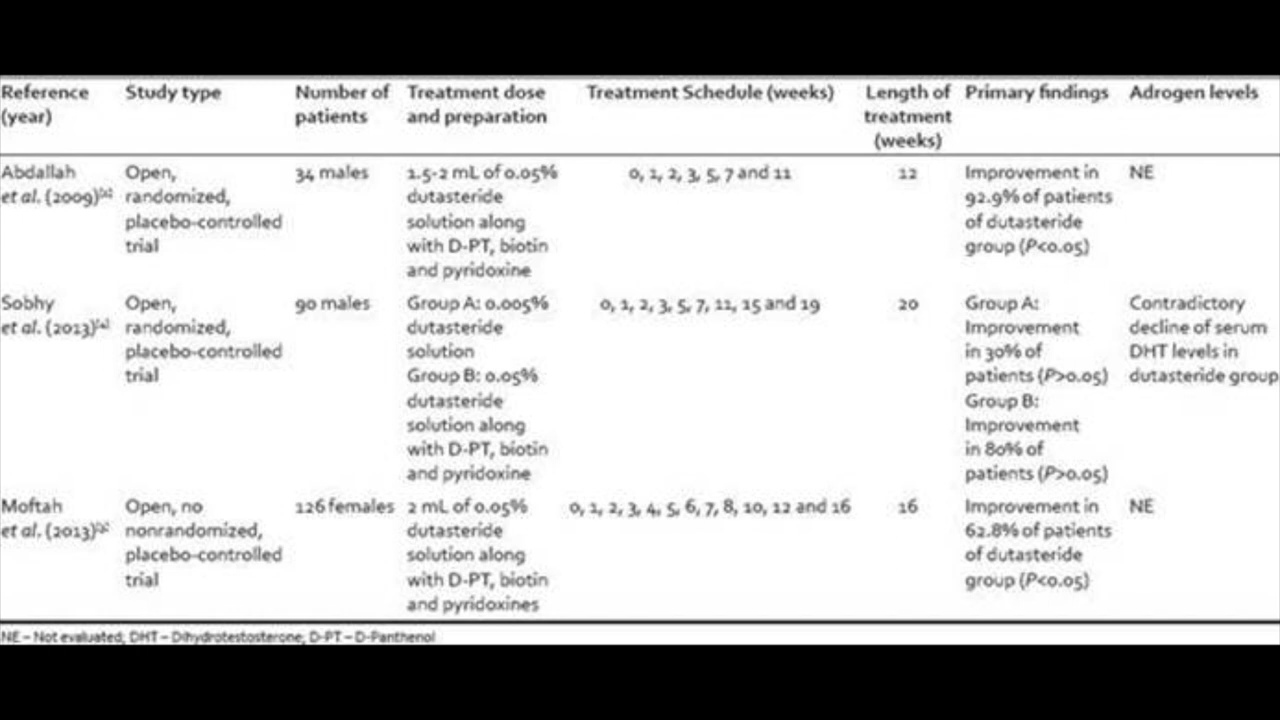 Reference (year) Study type Number of patients Treatment dose and preparation Treatment Schedule (weeks) Length of treatment (weeks) Primary findings Adrogen levels
Abdallah
et al. (2009)
Open,
randomized,
placebo-controlled
trial
34 males
1.5-2 mL of 0.05%
dutasteride
solution along
with D-PT, biotin
and pyridoxine
0, 1, 2, 3, 5, 7 and 11
12
Improvement in
92.9% of patients
of dutasteride
group (P<0.05)
NE
Sobhy
et al. (2013)
Open,
randomized,
placebo-controlled
trial
90 males
Group A: 0.005%
dutasteride
solution
Group B: 0.05%
dutasteride
solution along
with D-PT, biotin
and pyridoxine
0, 1, 2, 3, 5, 7, 11, 15 and 19
20
Group A:
Improvement
in 30% of
patients (P>0.05)
Group B:
Improvement
in 80% of
patients (P>0.05)
Contradictory
decline of serum
DHT levels in
dutasteride group
Moftah
et al. (2013)
Open, no
nonrandomized,
placebo-controlled
trial
126 females
2 mL of 0.05%
dutasteride
solution along
with D-PT, biotin
and pyridoxines
0, 1, 2, 3, 4, 5, 6, 7, 8, 10, 12 and 16
16
Improvement in
62.8% of patients
of dutasteride
group (P<0.05)
NE
NE – Not evaluated; DHT – Dihydrotestosterone; D-PT – D-Panthenol